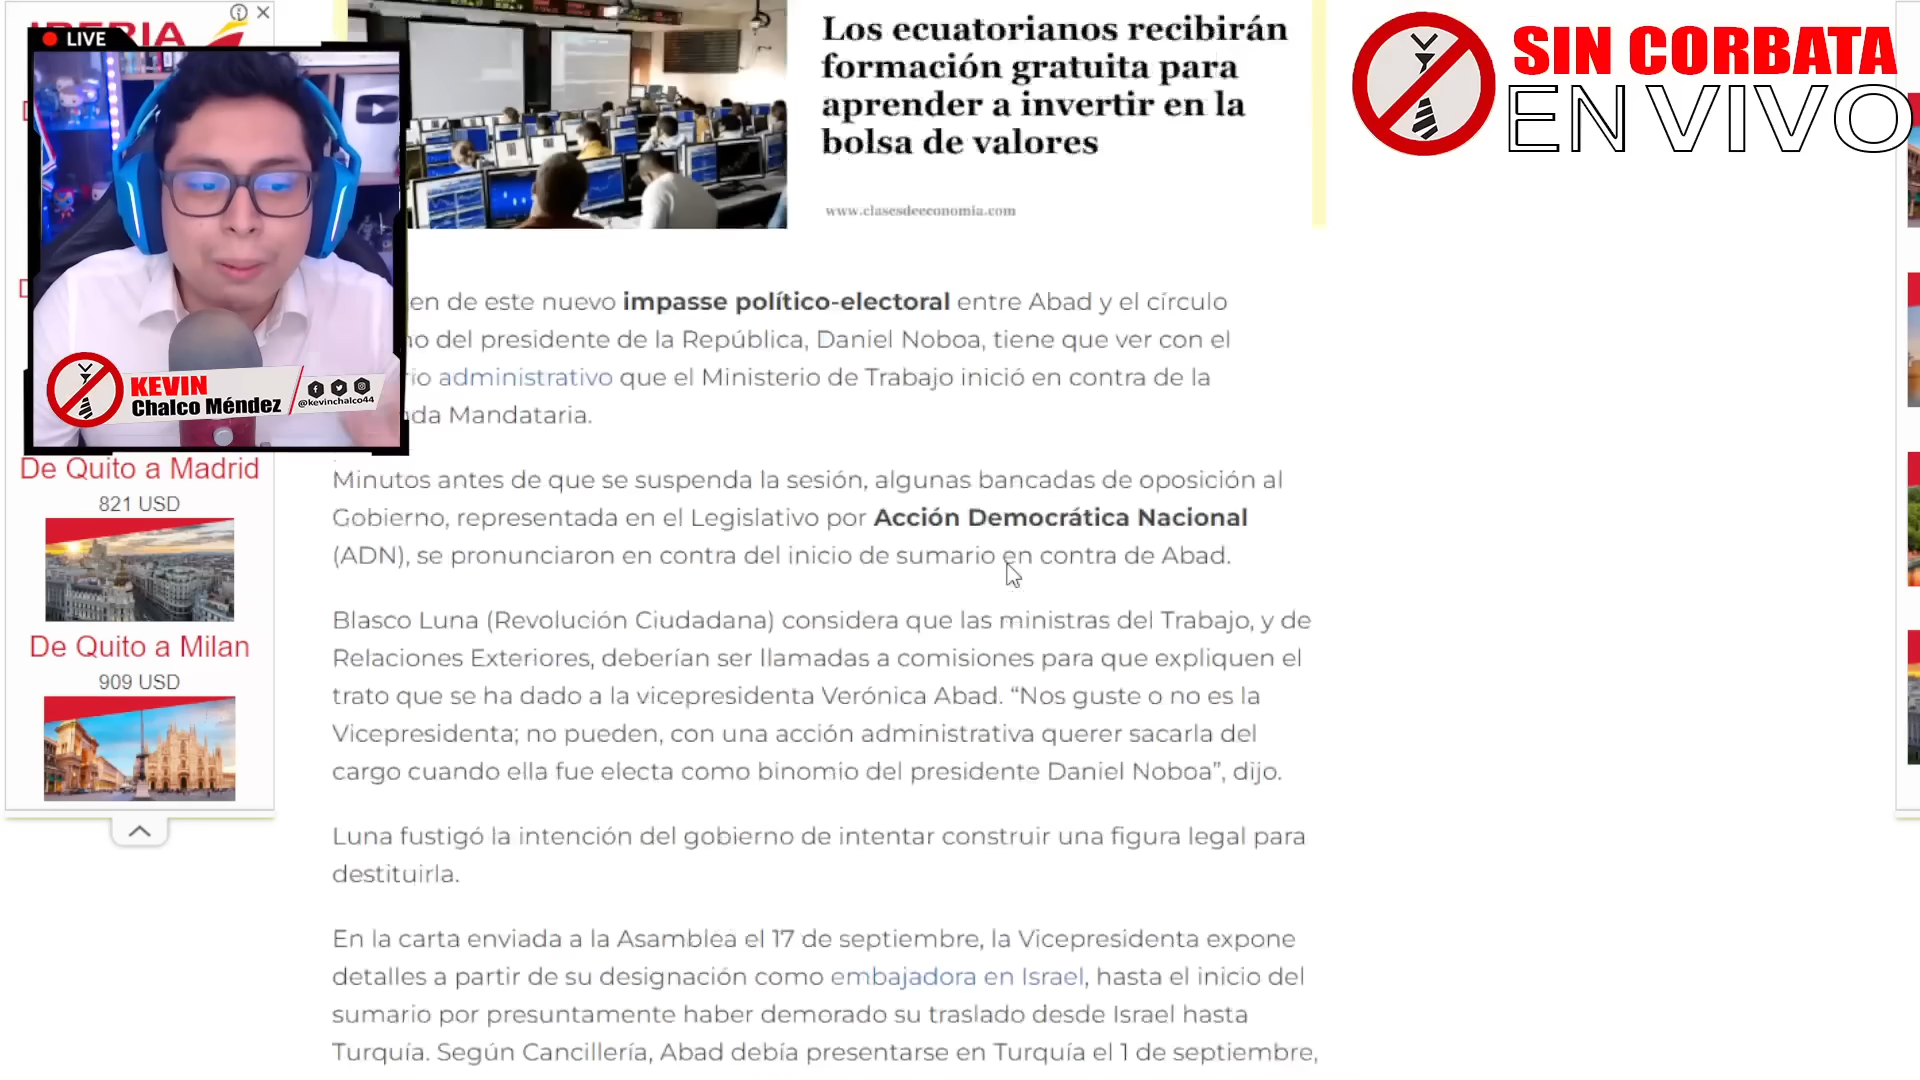 IBERIA
LIVE
KEVIN
Chalco Méndez
@kevinchalco44
De Quito a Madrid
821 USD
De Quito a Milan
909 USD
Los ecuatorianos recibirán
formación gratuita para
aprender a invertir en la
bolsa de valores
www.clasesdeeconomia.com
SIN CORBATA
EN VIVO
en de este nuevo impasse político-electoral entre Abad y el círculo
o del presidente de la República, Daniel Noboa, tiene que ver con el
io administrativo que el Ministerio de Trabajo inició en contra de la
da Mandataria.
Minutos antes de que se suspenda la sesión, algunas bancadas de oposición al
Gobierno, representada en el Legislativo por Acción Democrática Nacional
(ADN), se pronunciaron en contra del inicio de sumario en contra de Abad.
Blasco Luna (Revolución Ciudadana) considera que las ministras del Trabajo, y de
Relaciones Exteriores, deberían ser llamadas a comisiones para que expliquen el
trato que se ha dado a la vicepresidenta Verónica Abad. “Nos guste o no es la
Vicepresidenta; no pueden, con una acción administrativa querer sacarla del
cargo cuando ella fue electa como binomio del presidente Daniel Noboa”, dijo.
Luna fustigó la intención del gobierno de intentar construir una figura legal para
destituirla.
En la carta enviada a la Asamblea el 17 de septiembre, la Vicepresidenta expone
detalles a partir de su designación como embajadora en Israel, hasta el inicio del
sumario por presuntamente haber demorado su traslado desde Israel hasta
Turquía. Según Cancillería, Abad debía presentarse en Turquía el 1 de septiembre,